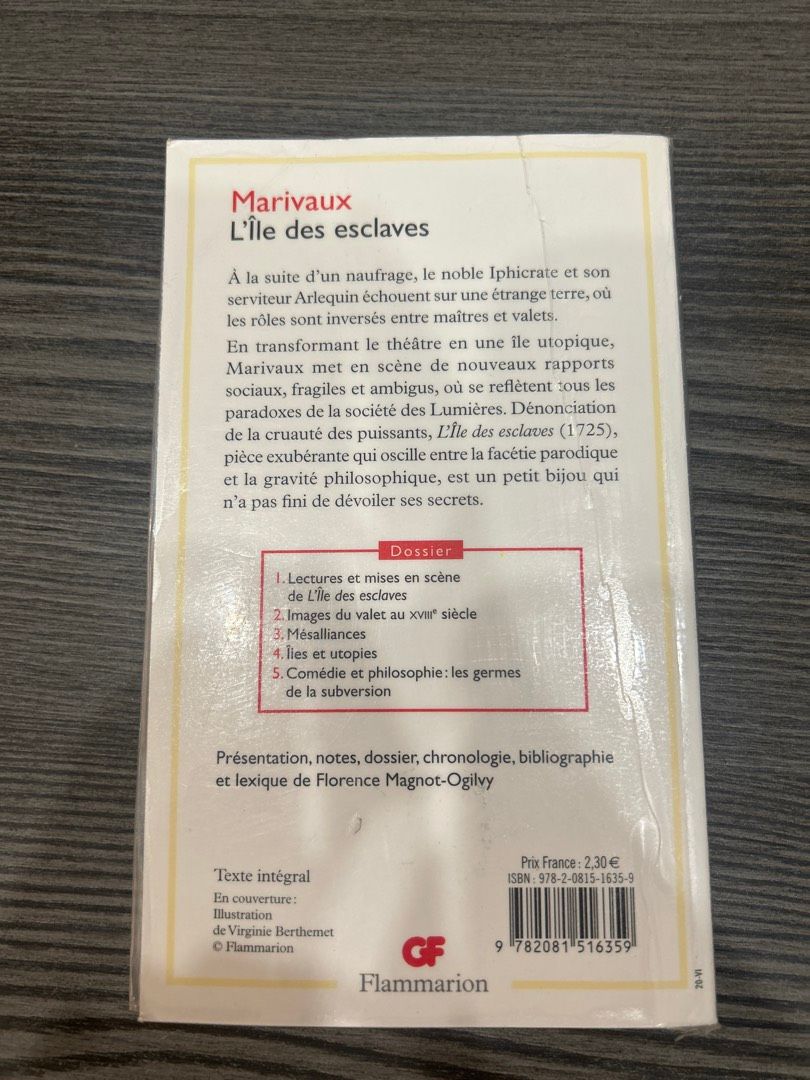 Marivaux
L'Île des esclaves
À la suite d'un naufrage, le noble Iphicrate et son
serviteur Arlequin échouent sur une étrange terre, où
les rôles sont inversés entre maîtres et valets.
En transformant le théâtre en une île utopique,
Marivaux met en scène de nouveaux rapports
sociaux, fragiles et ambigus, où se reflètent tous les
paradoxes de la société des Lumières. Dénonciation
de la cruauté des puissants, L'Île des esclaves (1725),
pièce exubérante qui oscille entre la facétie parodique
et la gravité philosophique, est un petit bijou qui
n'a pas fini de dévoiler ses secrets.
Dossier
1. Lectures et mises en scène
de L'Île des esclaves
2. Images du valet au XVIIIe siècle
3. Mésalliances
4. Îles et utopies
5. Comédie et philosophie : les germes
de la subversion
Présentation, notes, dossier, chronologie, bibliographie
et lexique de Florence Magnot-Ogilvy
Texte intégral
En couverture :
Illustration
de Virginie Berthemet
© Flammarion
GF
Flammarion
Prix France : 2,30 €
ISBN : 978-2-0815-1635-9
9 782081 516359
20-VI